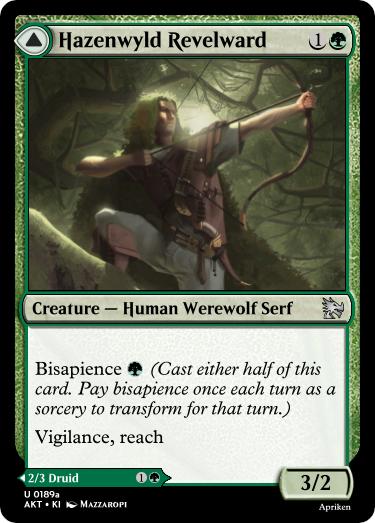 Hazenwyld Revelward 1
Creature — Human Werewolf Serf
Bisapience (Cast either half of this
card. Pay bisapience once each turn as a
sorcery to transform for that turn.)
Vigilance, reach
2/3 Druid 1
3/2
U 0189a
AKT • KI Mazzaropi
Apriken